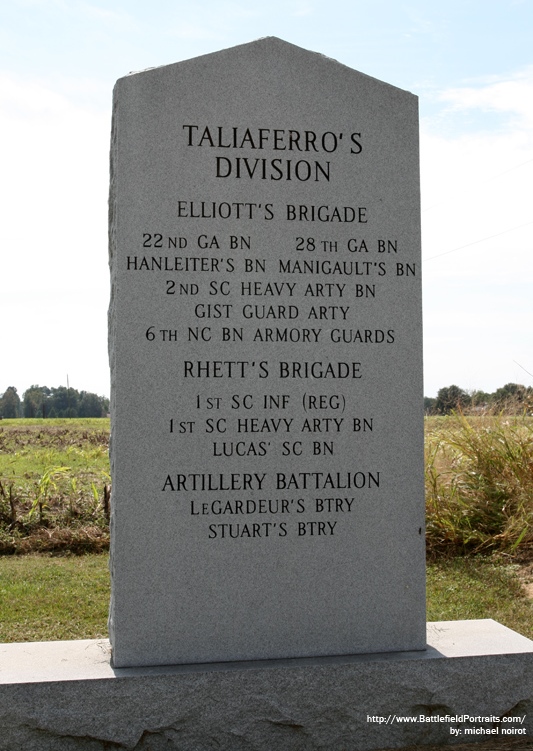 TALIAFERRO'S
DIVISION
ELLIOTT'S BRIGADE
22ND GA BN 28TH GA BN
HANLEITER'S BN MANIGAULT'S BN
2ND SC HEAVY ARTY BN
GIST GUARD ARTY
6TH NC BN ARMORY GUARDS
RHETT'S BRIGADE
1ST SC INF (REG)
1ST SC HEAVY ARTY BN
LUCAS' SC BN
ARTILLERY BATTALION
LEGARDEUR'S BTRY
STUART'S BTRY
http://www.BattlefieldPortraits.com/
by: michael noirot